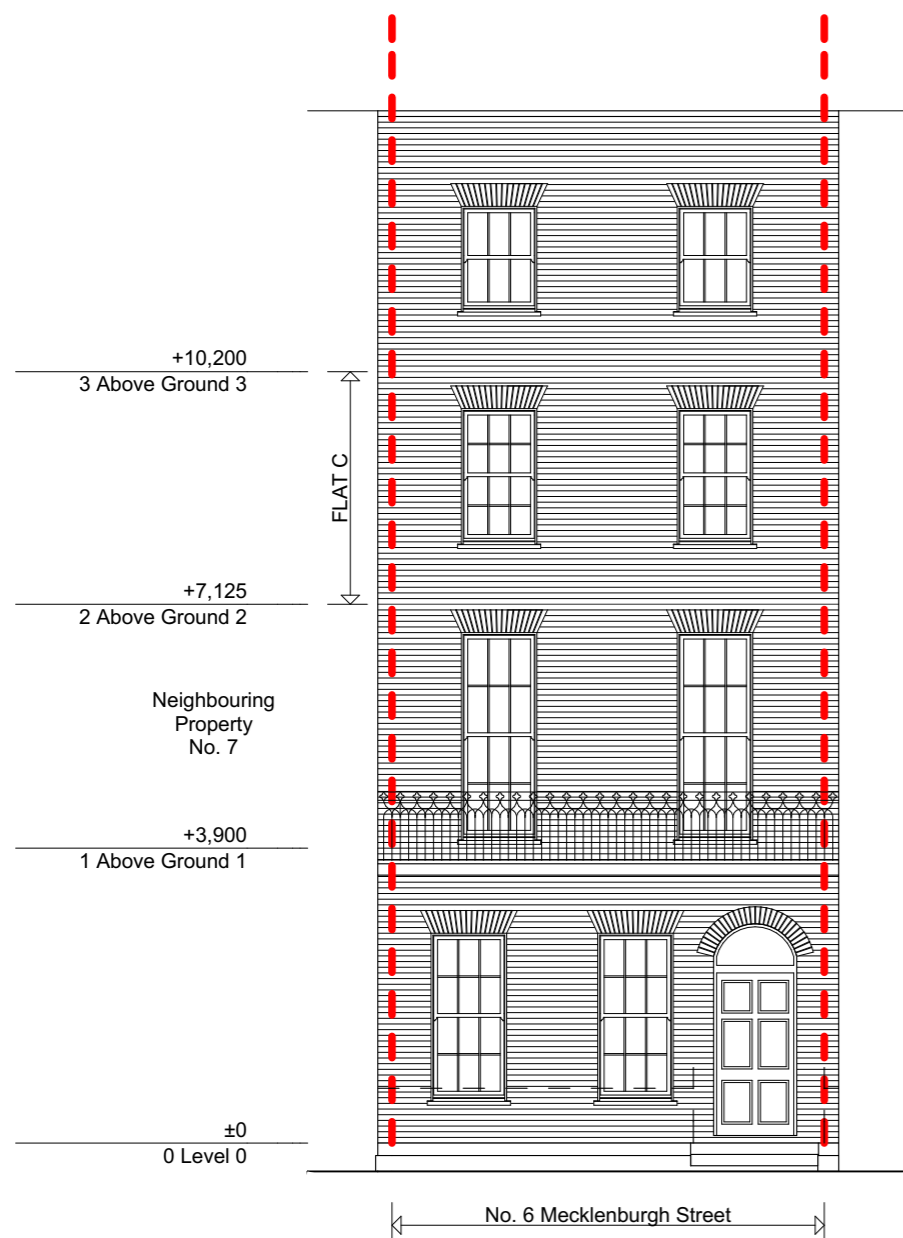 +10,200
3 Above Ground 3
FLAT C
+7,125
2 Above Ground 2
Neighbouring
Property
No. 7
+3,900
1 Above Ground 1
±0
0 Level 0
No. 6 Mecklenburgh Street